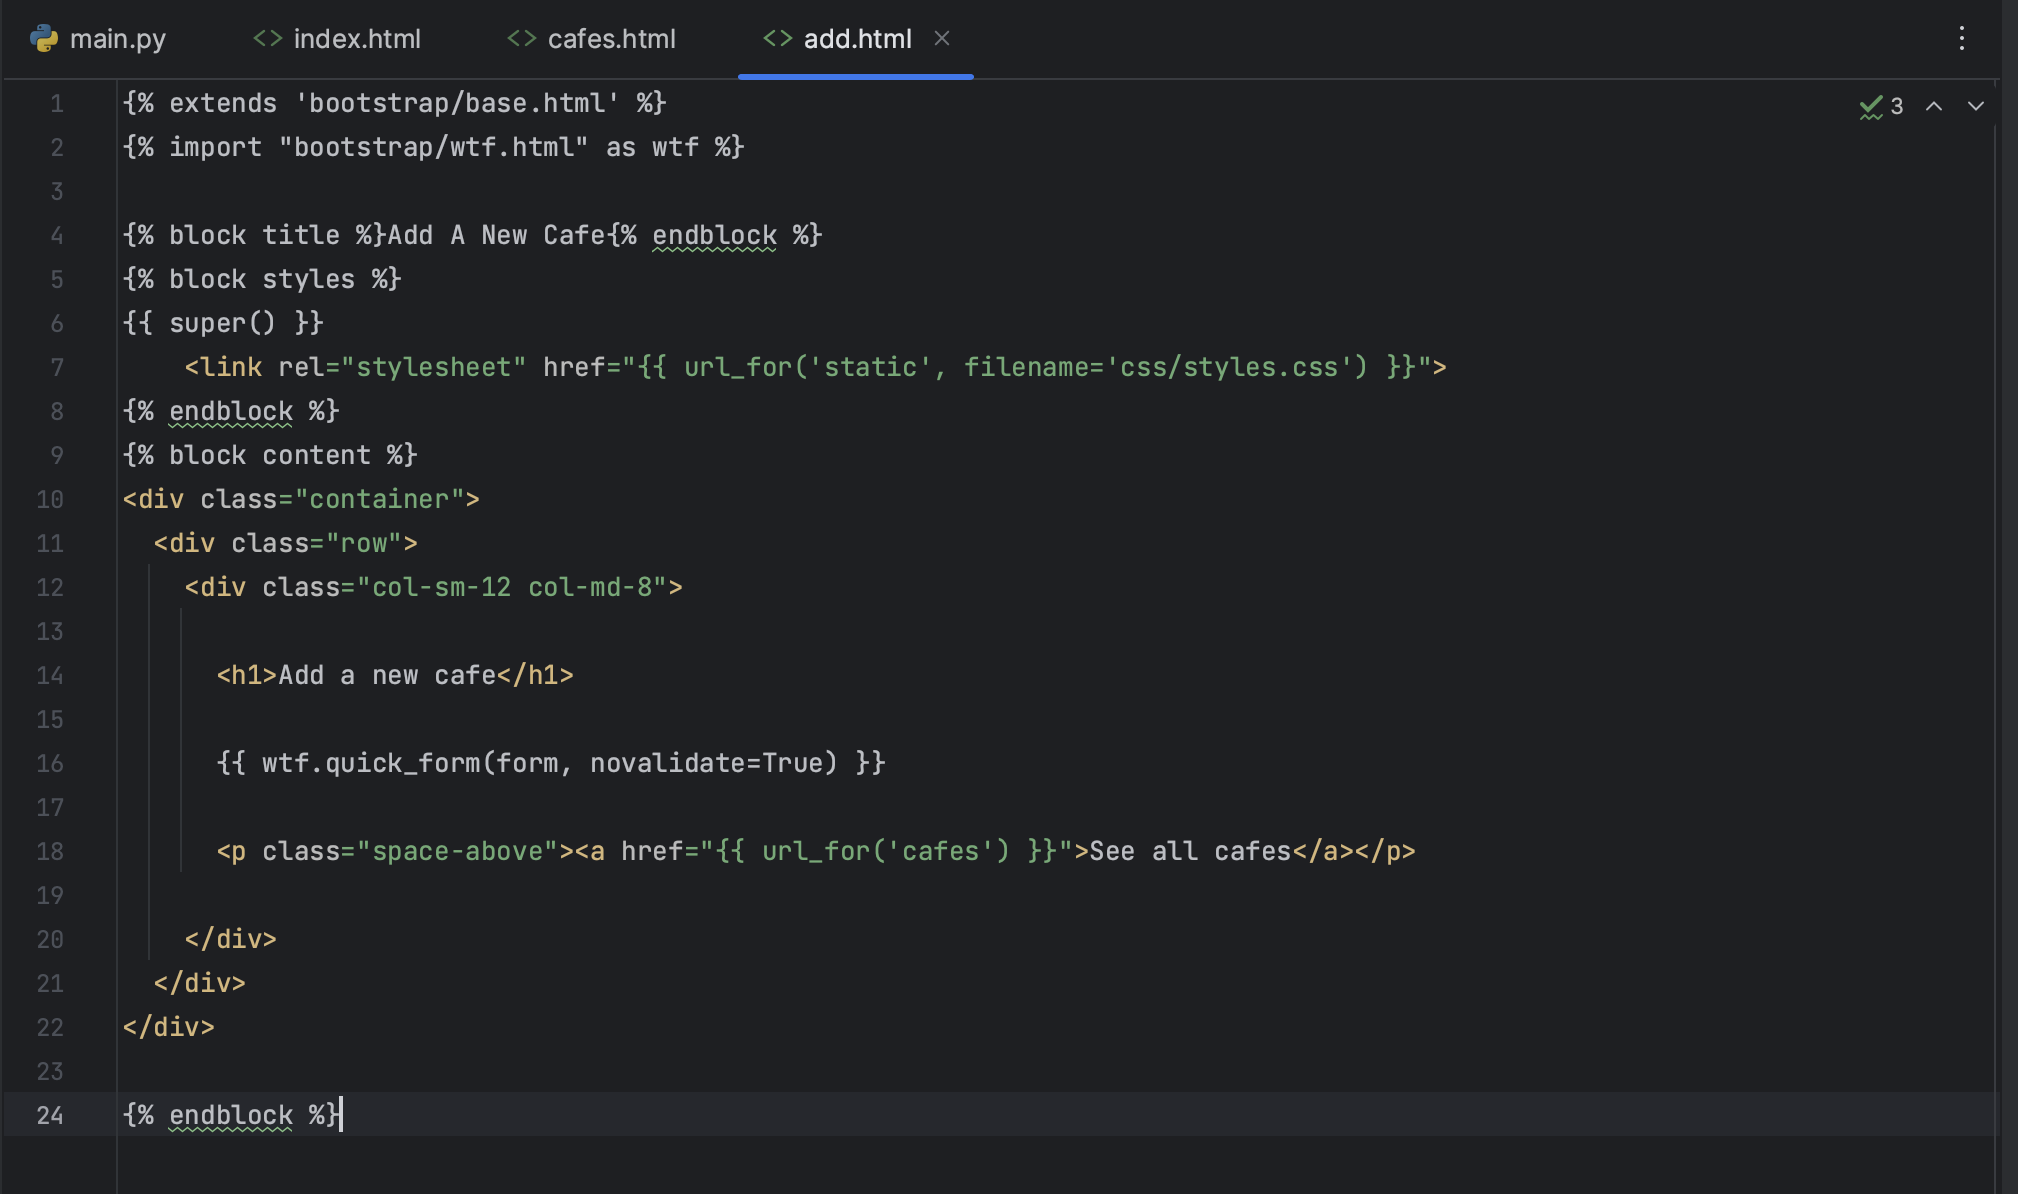 main.py <> index.html <> cafes.html <> add.html
3
1 {% extends 'bootstrap/base.html' %}
2 {% import "bootstrap/wtf.html" as wtf %}
3
4 {% block title %}Add A New Cafe{% endblock %}
5 {% block styles %}
6 {{ super() }}
7     <link rel="stylesheet" href="{{ url_for('static', filename='css/styles.css') }}">
8 {% endblock %}
9 {% block content %}
10 <div class="container">
11   <div class="row">
12     <div class="col-sm-12 col-md-8">
13
14       <h1>Add a new cafe</h1>
15
16       {{ wtf.quick_form(form, novalidate=True) }}
17
18       <p class="space-above"><a href="{{ url_for('cafes') }}">See all cafes</a></p>
19
20     </div>
21   </div>
22 </div>
23
24 {% endblock %}